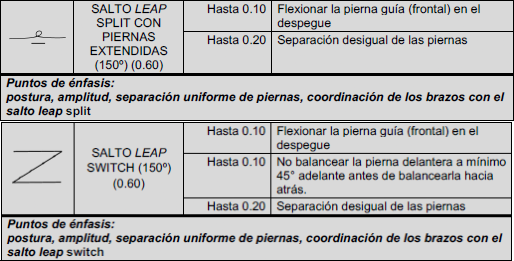 SALTO LEAP
SPLIT CON
PIERNAS
EXTENDIDAS
(150º) (0.60)
Hasta 0.10 Flexionar la pierna guía (frontal) en el
despegue
Hasta 0.20 Separación desigual de las piernas
Puntos de énfasis:
postura, amplitud, separación uniforme de piernas, coordinación de los brazos con el
salto leap split
SALTO LEAP
SWITCH (150º)
(0.60)
Hasta 0.10 Flexionar la pierna guía (frontal) en el
despegue
Hasta 0.10 No balancear la pierna delantera a mínimo
45° adelante antes de balancearla hacia
atrás.
Hasta 0.20 Separación desigual de las piernas
Puntos de énfasis:
postura, amplitud, separación uniforme de piernas, coordinación de los brazos con el
salto leap switch